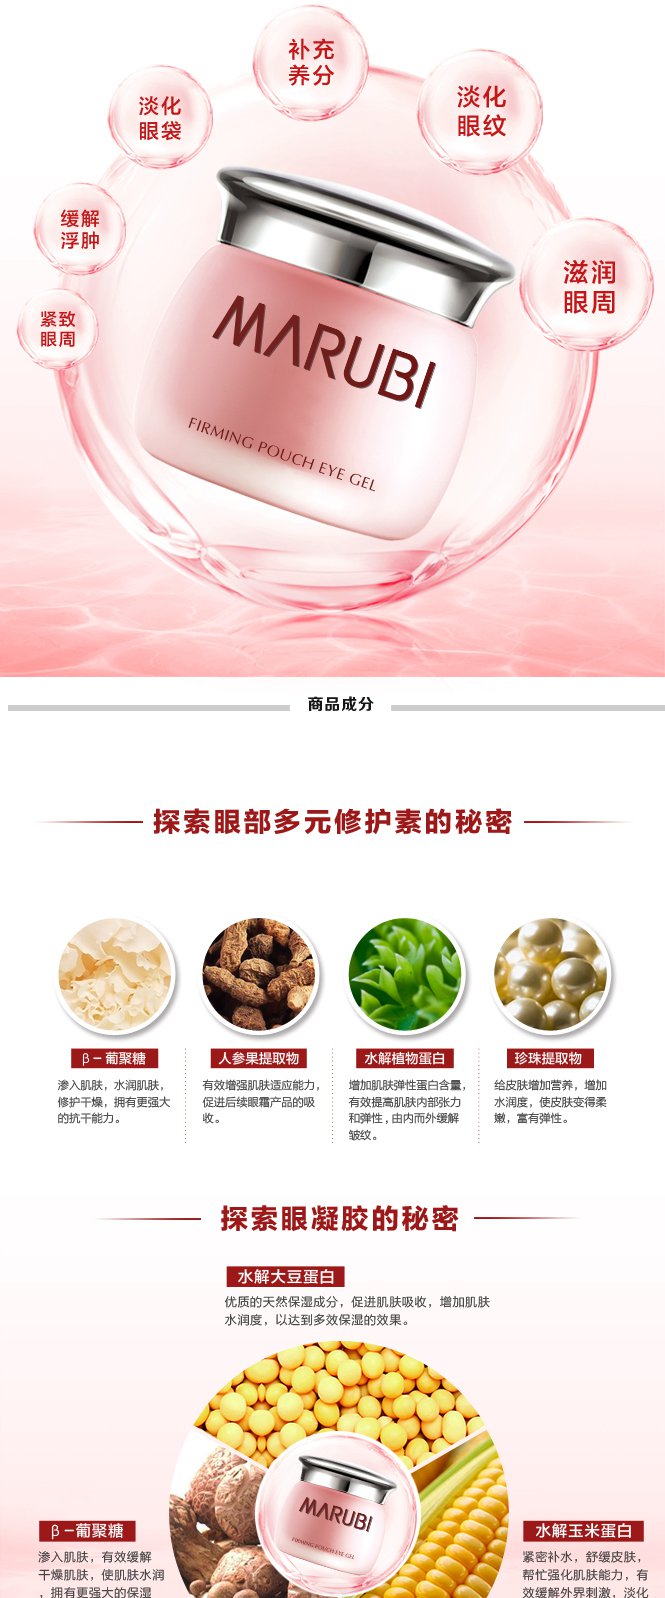 补充
养分
淡化
眼袋
淡化
眼纹
缓解
浮肿
滋润
眼周
紧致
眼周
MARUBI
FIRMING POUCH EYE GEL
商品成分
探索眼部多元修护素的秘密
β-葡聚糖
渗入肌肤，水润肌肤，
修护干燥，拥有更强大
的抗干能力。
人参果提取物
有效增强肌肤适应能力，
促进后续眼霜产品的吸
收。
水解植物蛋白
增加肌肤弹性蛋白含量，
有效提高肌肤内部张力
和弹性，由内而外缓解
皱纹。
珍珠提取物
给皮肤增加营养，增加
水润度，使皮肤变得柔
嫩，富有弹性。
探索眼凝胶的秘密
水解大豆蛋白
优质的天然保湿成分，促进肌肤吸收，增加肌肤
水润度，以达到多效保湿的效果。
MARUBI
FIRMING POUCH EYE GEL
β-葡聚糖
渗入肌肤，有效缓解
干燥肌肤，使肌肤水润
，拥有更强大的保湿
水解玉米蛋白
紧密补水，舒缓皮肤，
帮忙强化肌肤能力，有
效缓解外界刺激，淡化